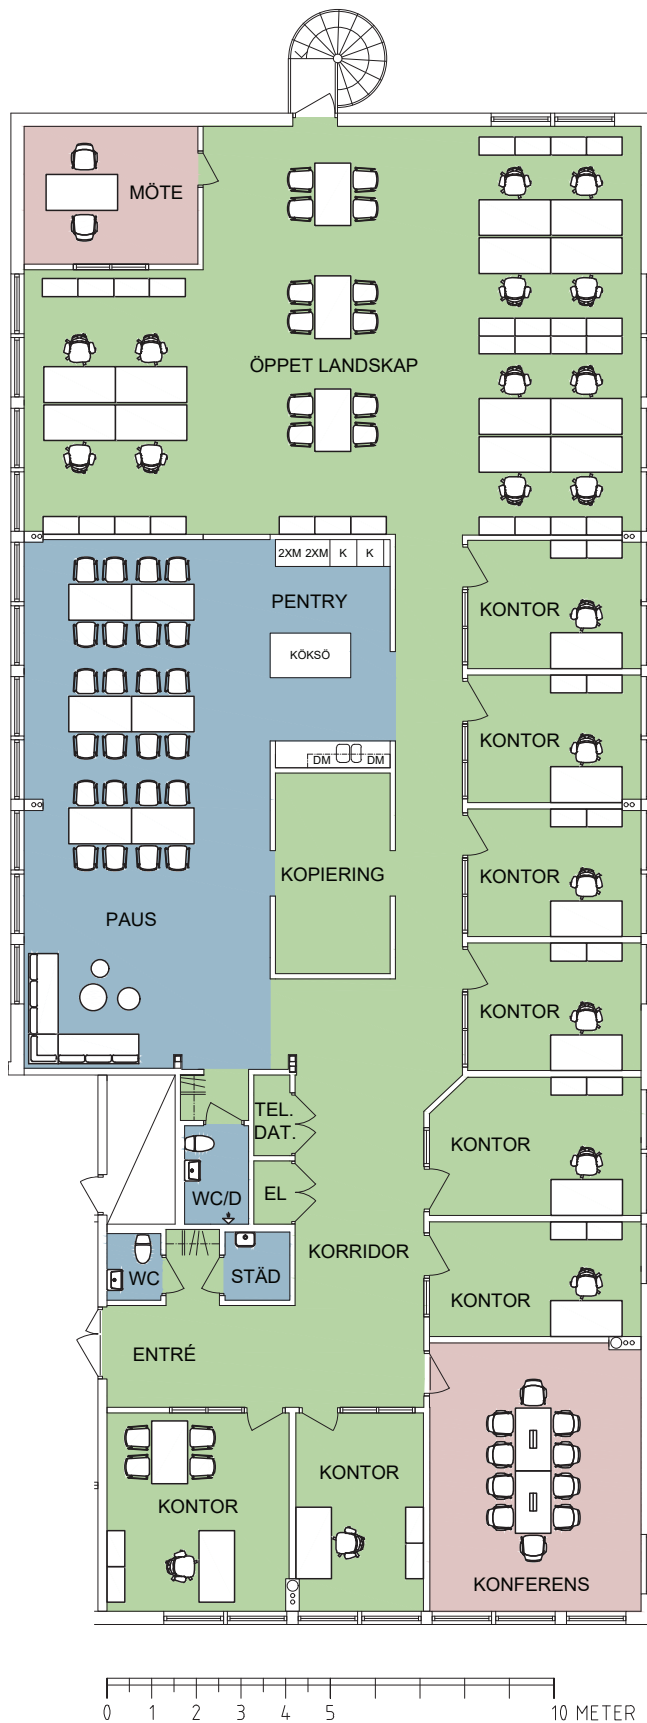 MÖTE
ÖPPET LANDSKAP
2XM 2XM K K
PENTRY
KÖKSÖ
KONTOR
KONTOR
DM DM
KOPIERING
KONTOR
PAUS
KONTOR
TEL.
DAT.
KONTOR
EL
WC/D
KORRIDOR
WC
STÄD
KONTOR
ENTRÉ
KONTOR
KONTOR
KONFERENS
0 1 2 3 4 5 10 METER